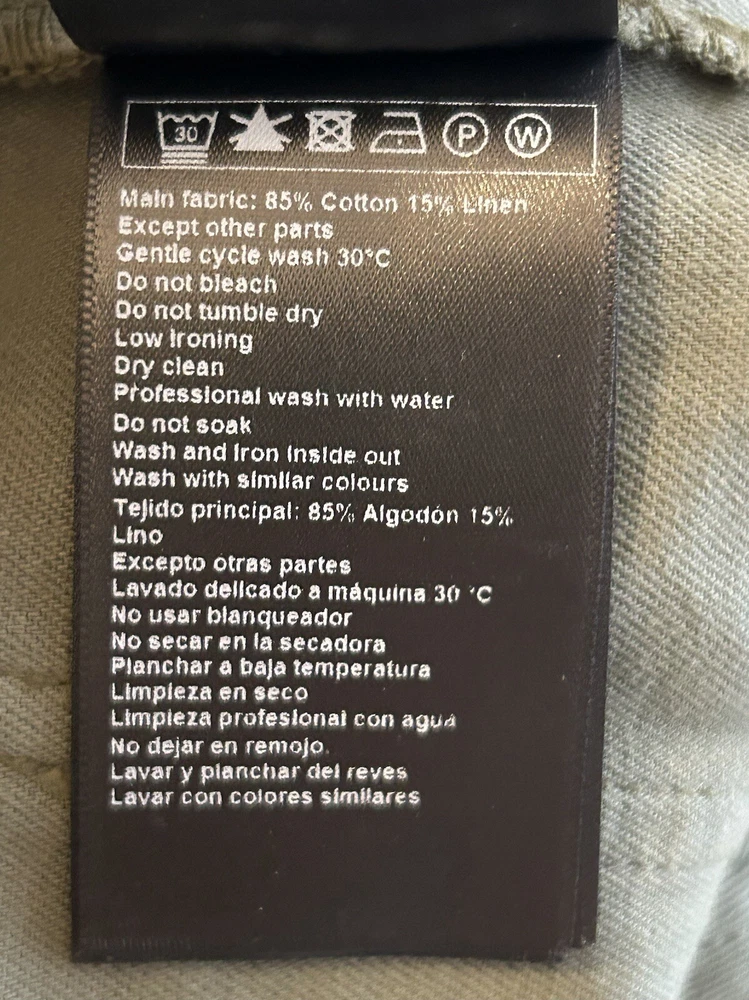 30 P W
Main fabric: 85% Cotton 15% Linen
Except other parts
Gentle cycle wash 30°C
Do not bleach
Do not tumble dry
Low ironing
Dry clean
Professional wash with water
Do not soak
Wash and iron inside out
Wash with similar colours
Tejido principal: 85% Algodón 15%
Lino
Excepto otras partes
Lavado delicado a máquina 30 °C
No usar blanqueador
No secar en la secadora
Planchar a baja temperatura
Limpieza en seco
Limpieza profesional con agua
No dejar en remojo.
Lavar y planchar del reves
Lavar con colores similares